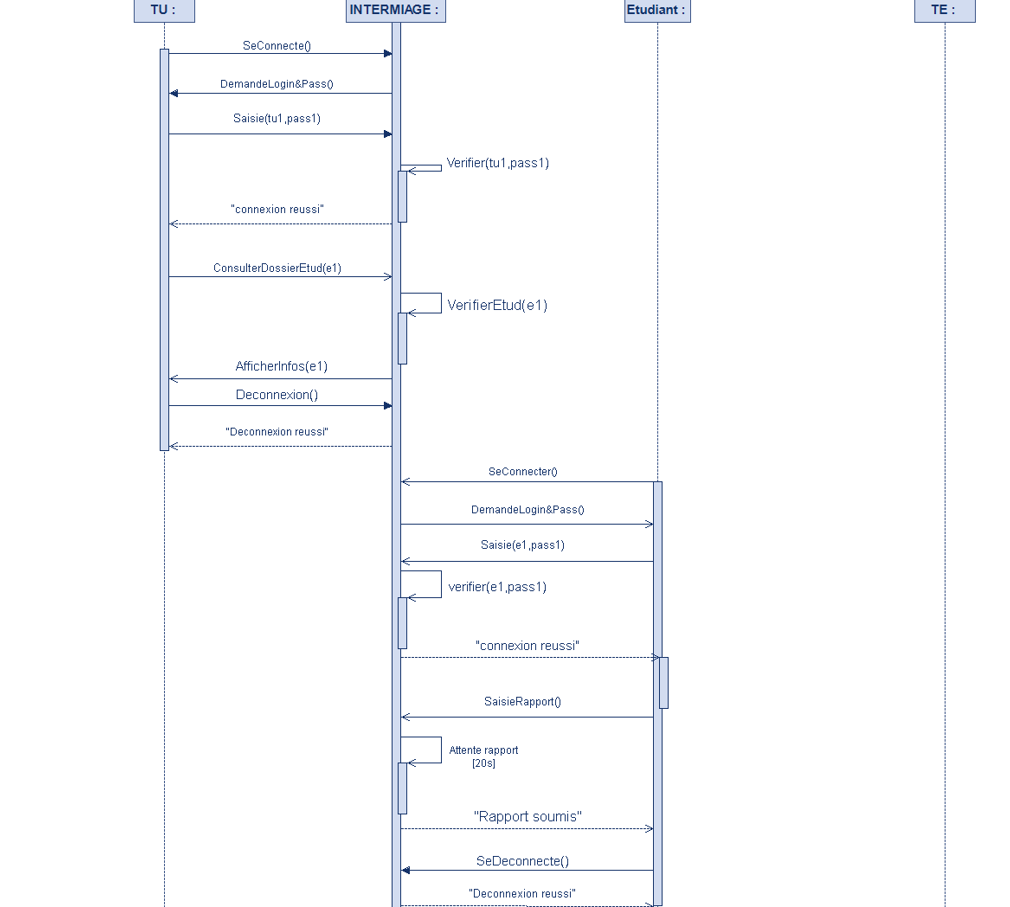 TU :
INTERMIAGE :
Etudiant :
TE :
SeConnecte()
DemandeLogin&Pass()
Saisie(tu1,pass1)
Verifier(tu1,pass1)
"connexion reussi"
ConsulterDossierEtud(e1)
VerifierEtud(e1)
AfficherInfos(e1)
Deconnexion()
"Deconnexion reussi"
SeConnecter()
DemandeLogin&Pass()
Saisie(e1,pass1)
verifier(e1,pass1)
"connexion reussi"
SaisieRapport()
Attente rapport
[20s]
"Rapport soumis"
SeDeconnecte()
"Deconnexion reussi"